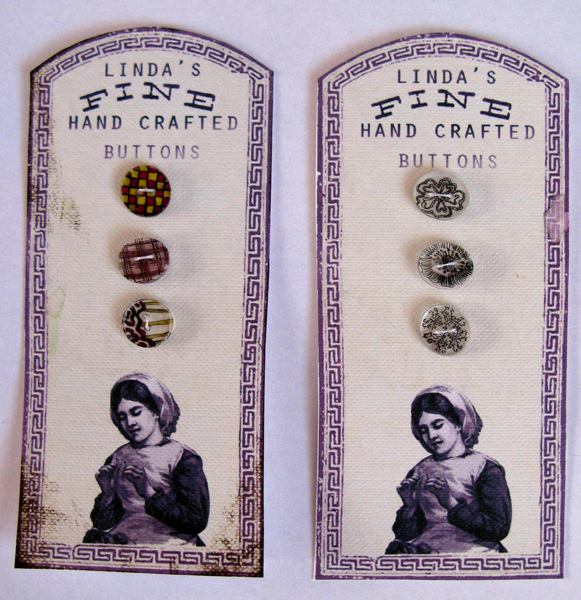 LINDA'S
FINE
HAND CRAFTED
BUTTONS
LINDA'S
FINE
HAND CRAFTED
BUTTONS